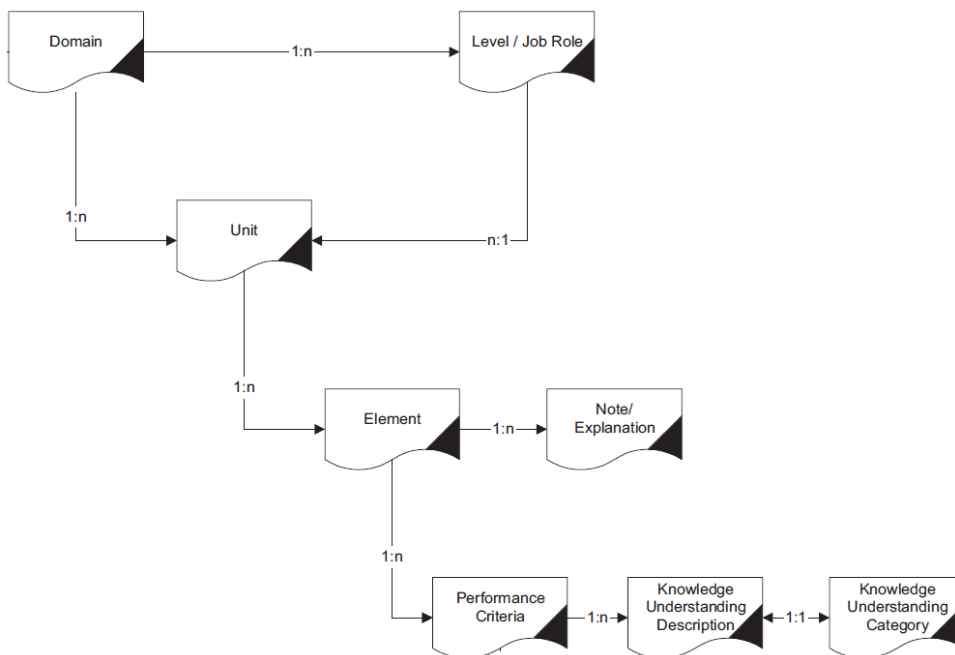 Domain
1:n
Level / Job Role
1:n
Unit
n:1
1:n
Element
1:n
Note/
Explanation
1:n
Performance
Criteria
1:n
Knowledge
Understanding
Description
1:1
Knowledge
Understanding
Category